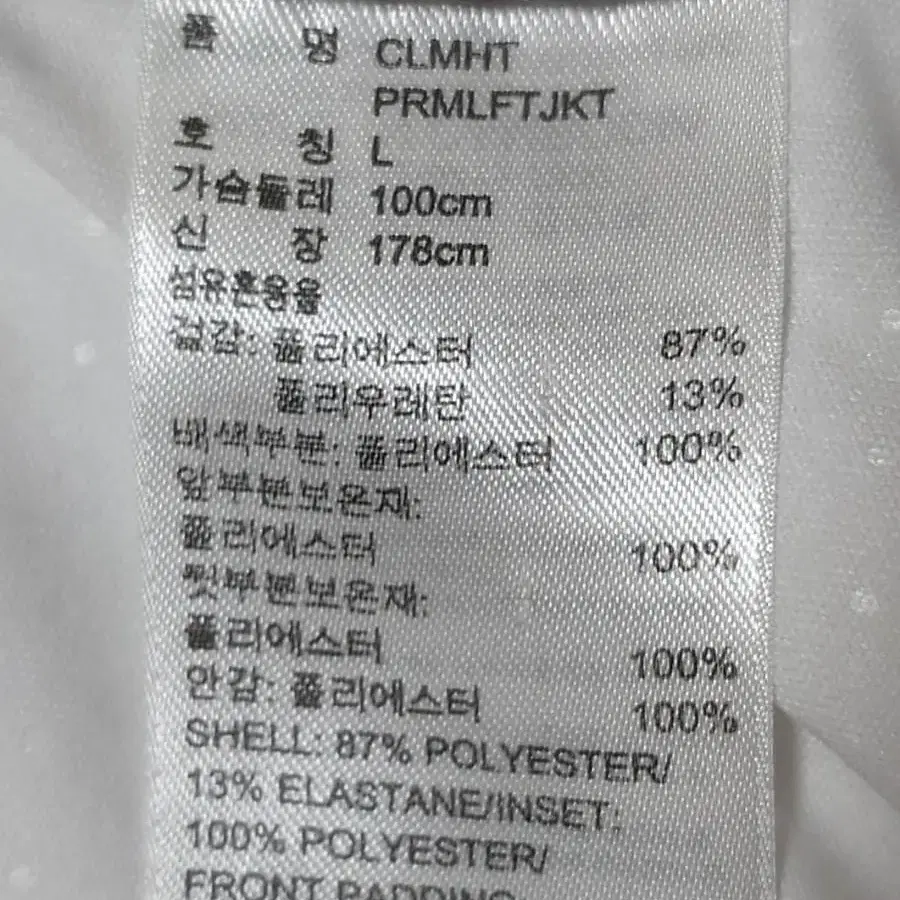 품 명 CLMHT
PRMLFTJKT
호 칭 L
가슴둘레 100cm
신 장 178cm
섬유혼용율
겉감: 폴리에스터 87%
폴리우레탄 13%
배색부분: 폴리에스터 100%
앞부분보온재:
폴리에스터 100%
뒷부분보온재:
폴리에스터 100%
안감: 폴리에스터 100%
SHELL: 87% POLYESTER/
13% ELASTANE/INSET:
100% POLYESTER/
FRONT PADDING: